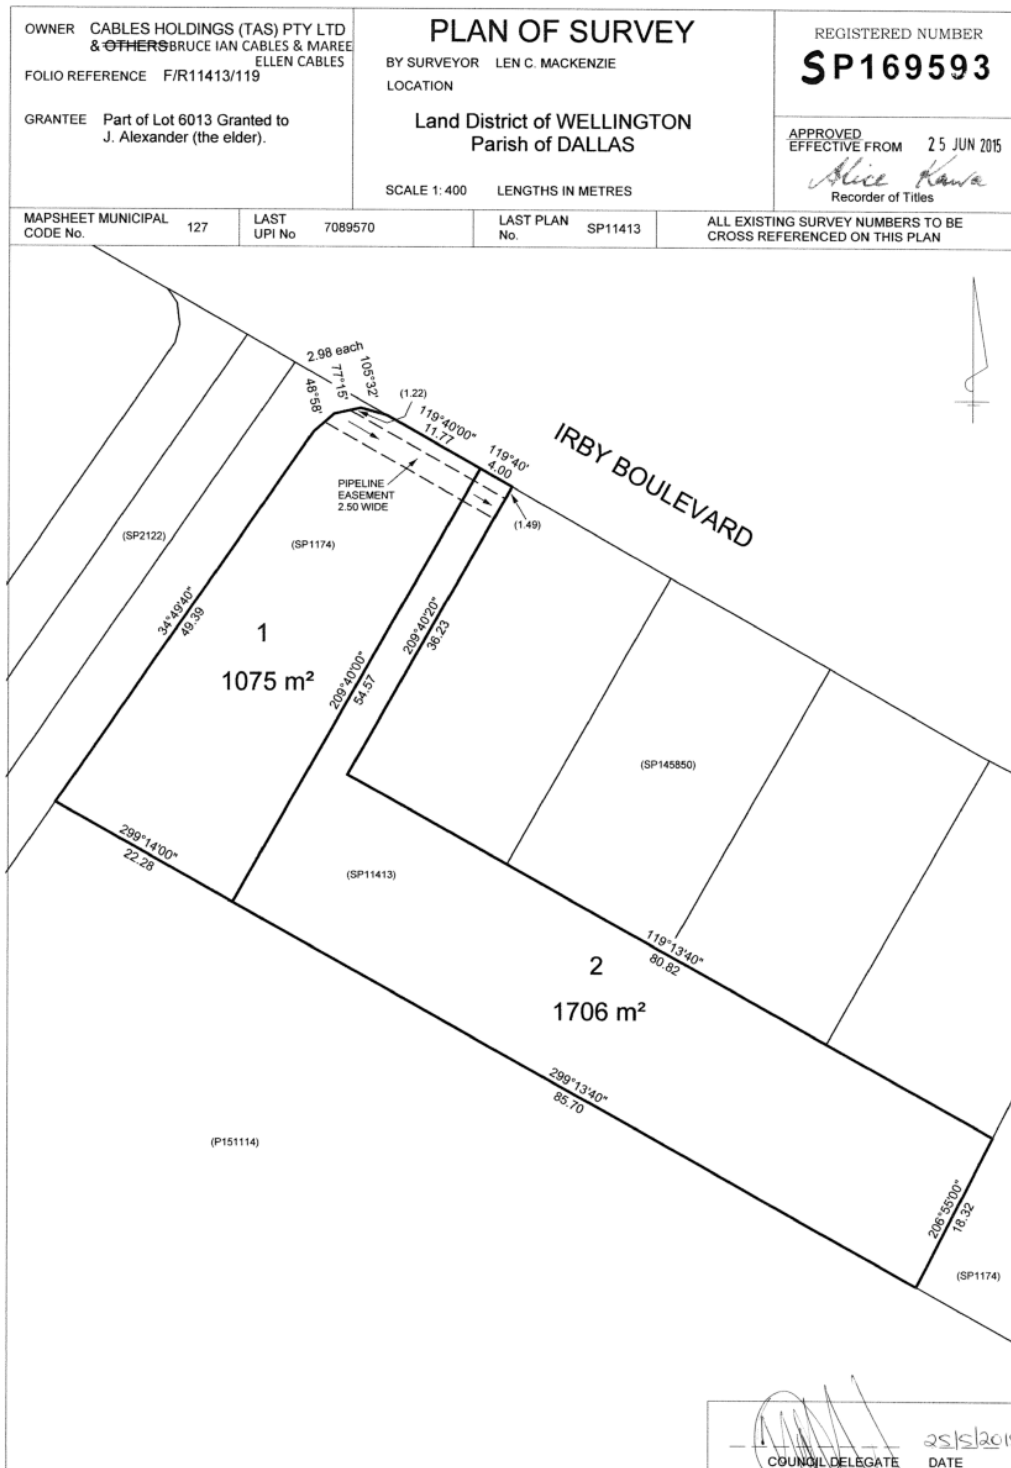 OWNER CABLES HOLDINGS (TAS) PTY LTD
& OTHERS BRUCE IAN CABLES & MAREE
ELLEN CABLES
FOLIO REFERENCE F/R11413/119
GRANTEE Part of Lot 6013 Granted to
J. Alexander (the elder).
PLAN OF SURVEY
BY SURVEYOR LEN C. MACKENZIE
LOCATION
Land District of WELLINGTON
Parish of DALLAS
SCALE 1: 400 LENGTHS IN METRES
REGISTERED NUMBER
SP169593
APPROVED
EFFECTIVE FROM 25 JUN 2015
Alice Kawa
Recorder of Titles
MAPSHEET MUNICIPAL
CODE No. 127
LAST
UPI No 7089570
LAST PLAN
No. SP11413
ALL EXISTING SURVEY NUMBERS TO BE
CROSS REFERENCED ON THIS PLAN
2.98 each
48°58'
77°15'
105°32'
(1.22)
119°40'00"
11.77
119°40'
4.00
IRBY BOULEVARD
PIPELINE
EASEMENT
2.50 WIDE
(1.49)
(SP2122)
(SP1174)
34°49'40"
49.39
1
1075 m²
209°40'00"
54.57
209°40'20"
36.23
(SP145850)
299°14'00"
22.28
(SP11413)
119°13'40"
80.82
2
1706 m²
299°13'40"
85.70
(P151114)
206°55'00"
18.32
(SP1174)
COUNCIL DELEGATE
25/5/201
DATE